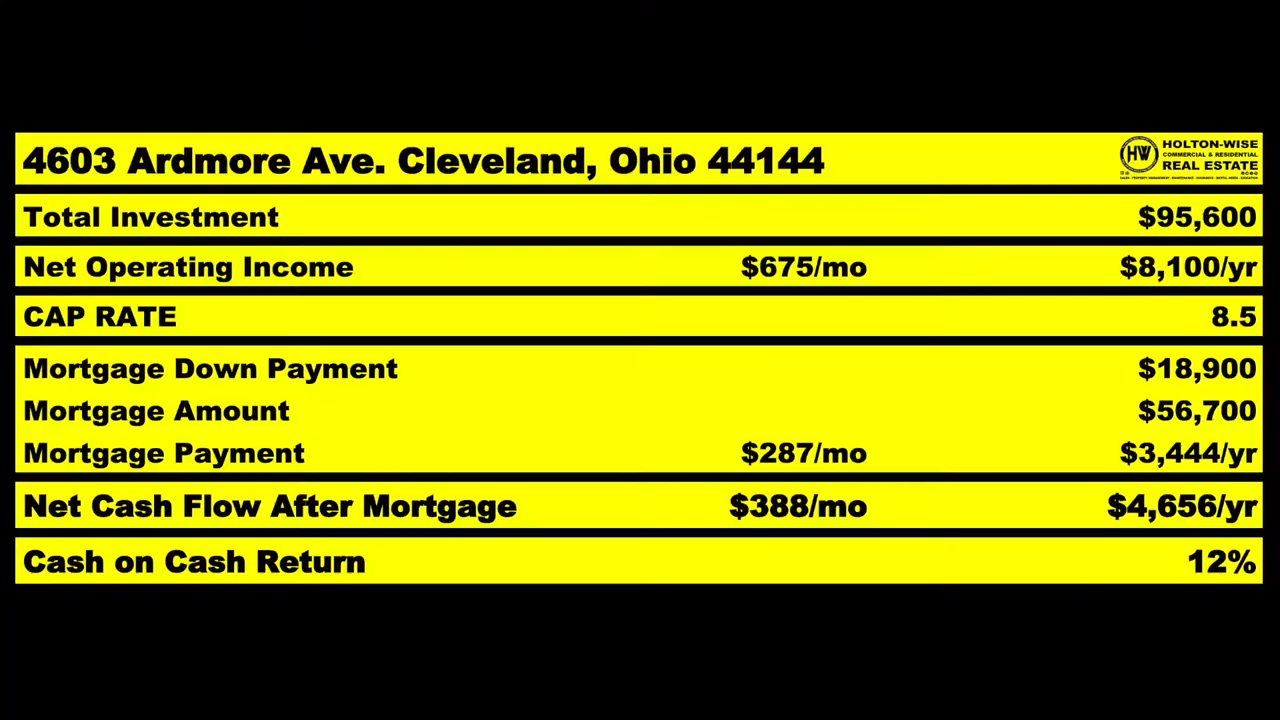 4603 Ardmore Ave. Cleveland, Ohio 44144
HW
HOLTON-WISE
COMMERCIAL & RESIDENTIAL
REAL ESTATE
Total Investment $95,600
Net Operating Income $675/mo $8,100/yr
CAP RATE 8.5
Mortgage Down Payment $18,900
Mortgage Amount $56,700
Mortgage Payment $287/mo $3,444/yr
Net Cash Flow After Mortgage $388/mo $4,656/yr
Cash on Cash Return 12%